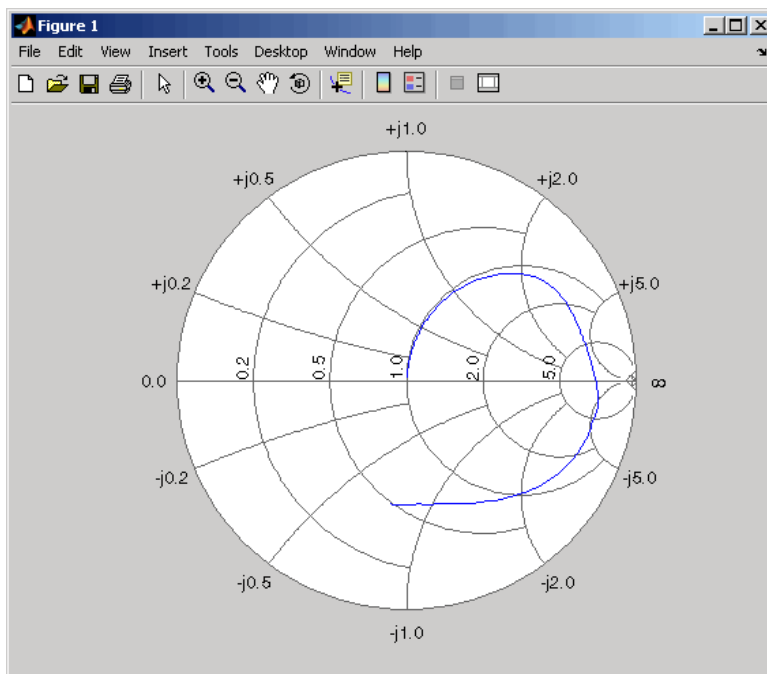 Figure 1
File Edit View Insert Tools Desktop Window Help
+j1.0
+j0.5
+j2.0
+j0.2
+j5.0
0.0
0.2
0.5
1.0
2.0
5.0
∞
-j0.2
-j5.0
-j0.5
-j2.0
-j1.0